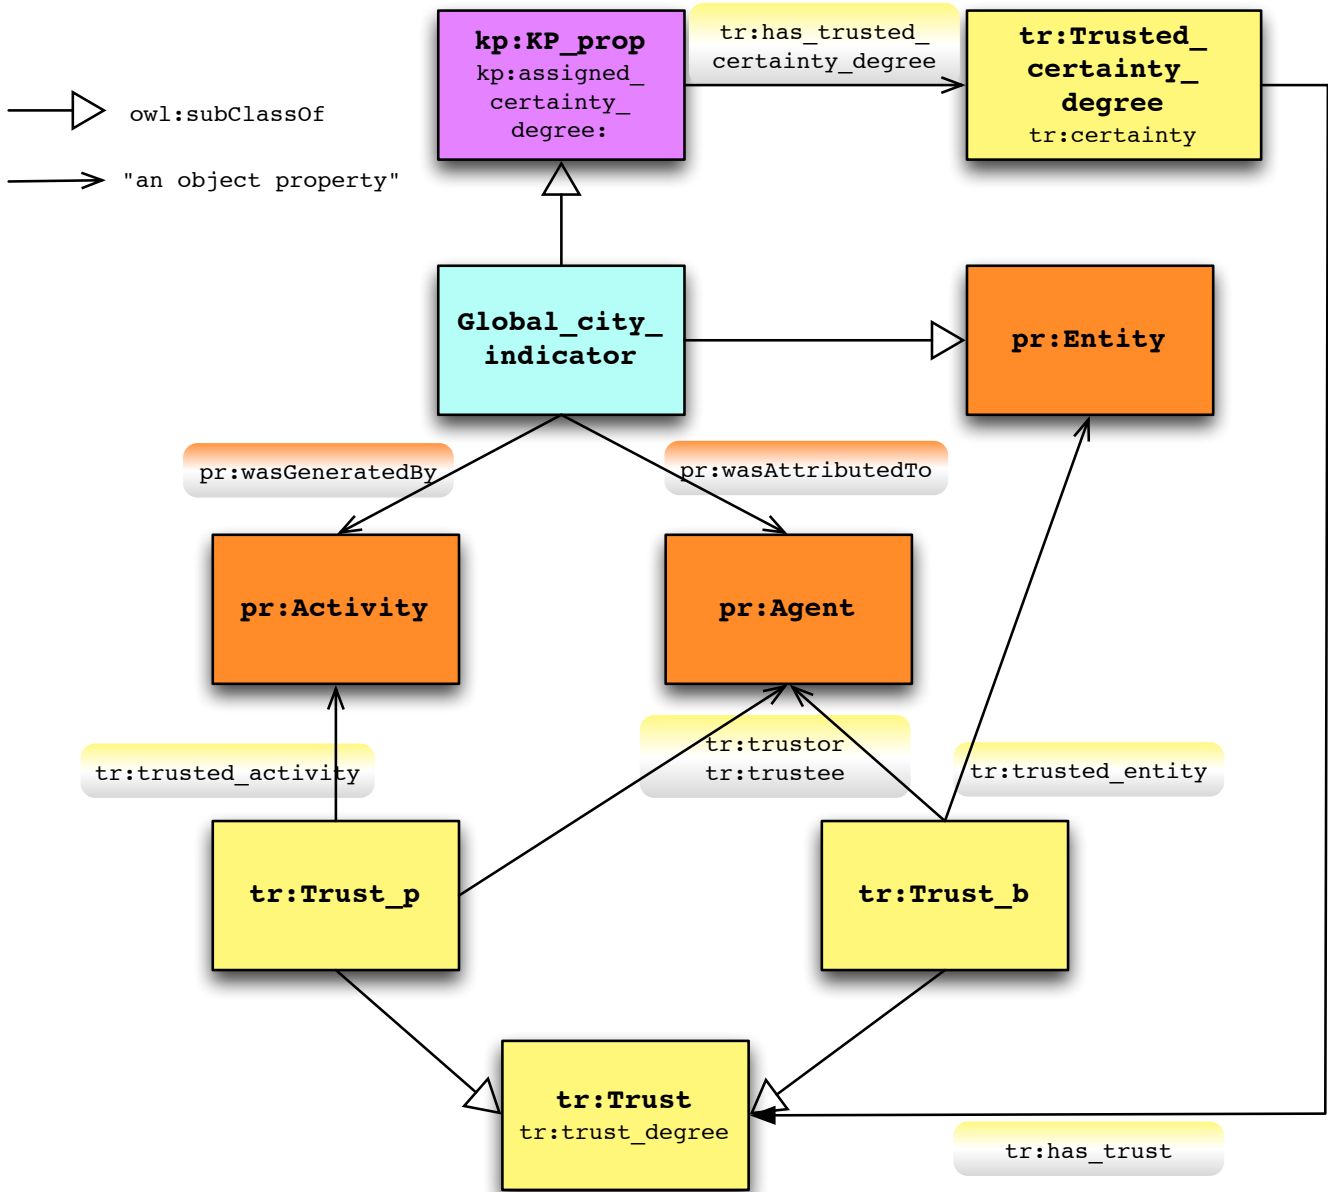 kp:KP_prop
kp:assigned_
certainty_
degree:
tr:has_trusted_
certainty_degree
tr:Trusted_
certainty_
degree
tr:certainty
owl:subClassOf
"an object property"
Global_city_
indicator
pr:Entity
pr:wasGeneratedBy
pr:wasAttributedTo
pr:Activity
pr:Agent
tr:trusted_activity
tr:trustor
tr:trustee
tr:trusted_entity
tr:Trust_p
tr:Trust_b
tr:Trust
tr:trust_degree
tr:has_trust